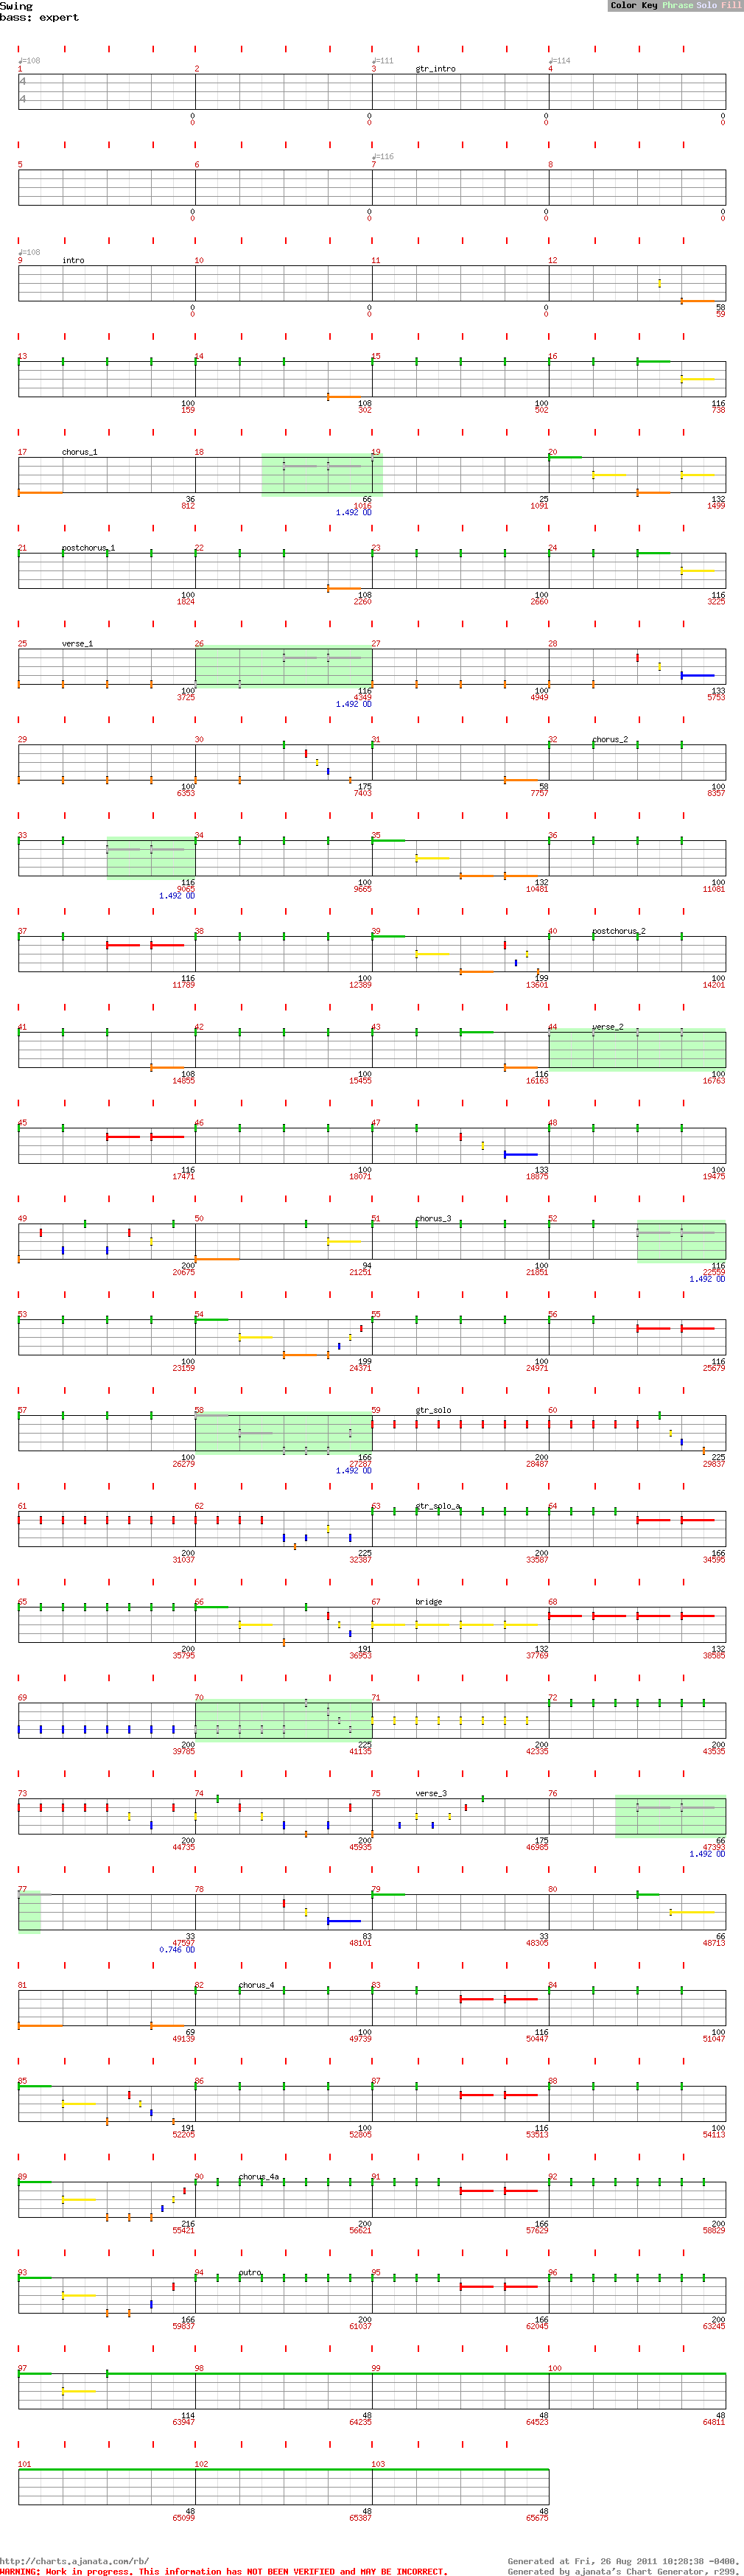 Swing
Color Key Phrase Solo Fill
bass: expert
♩=108 ♩=111 ♩=114
1 2 3 gtr_intro 4
4
4
0 0 0 0
0 0 0 0
♩=116
5 6 7 8
0 0 0 0
0 0 0 0
♩=108
9 intro 10 11 12
0 0 0 58
0 0 0 59
13 14 15 16
100 108 100 116
159 302 502 738
17 chorus_1 18 19 20
36 66 25 132
812 1016 1091 1499
1.492 OD
21 postchorus_1 22 23 24
100 108 100 116
1824 2260 2660 3225
25 verse_1 26 27 28
100 116 100 133
3725 4349 4949 5753
1.492 OD
29 30 31 32 chorus_2
100 175 58 100
6353 7403 7757 8357
33 34 35 36
116 100 132 100
9065 9665 10481 11081
1.492 OD
37 38 39 40 postchorus_2
116 100 199 100
11789 12389 13601 14201
41 42 43 44 verse_2
108 100 116 100
14855 15455 16163 16763
45 46 47 48
116 100 133 100
17471 18071 18875 19475
49 50 51 chorus_3 52
200 94 100 116
20675 21251 21851 22559
1.492 OD
53 54 55 56
100 199 100 116
23159 24371 24971 25679
57 58 59 gtr_solo 60
100 166 200 225
26279 27287 28487 29837
1.492 OD
61 62 63 gtr_solo_a 64
200 225 200 166
31037 32387 33587 34595
65 66 67 bridge 68
200 191 132 132
35795 36953 37769 38585
69 70 71 72
200 225 200 200
39785 41135 42335 43535
73 74 75 verse_3 76
200 200 175 66
44735 45935 46985 47393
1.492 OD
77 78 79 80
33 83 33 66
47597 48101 48305 48713
0.746 OD
81 82 chorus_4 83 84
69 100 116 100
49139 49739 50447 51047
85 86 87 88
191 100 116 100
52205 52805 53513 54113
89 90 chorus_4a 91 92
216 200 166 200
55421 56621 57629 58829
93 94 outro 95 96
166 200 166 200
59837 61037 62045 63245
97 98 99 100
114 48 48 48
63947 64235 64523 64811
101 102 103
48 48 48
65099 65387 65675
http://charts.ajanata.com/rb/ Generated at Fri, 26 Aug 2011 10:28:38 -0400.
WARNING: Work in progress. This information has NOT BEEN VERIFIED and MAY BE INCORRECT. Generated by ajanata's Chart Generator, r299.